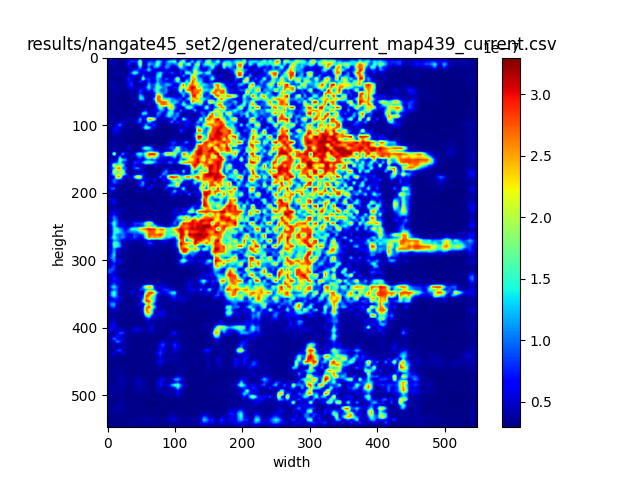 results/nangate45_set2/generated/current_map439_current.csv
1e−7
0
100
200
300
400
500
height
0 100 200 300 400 500
width
3.0
2.5
2.0
1.5
1.0
0.5